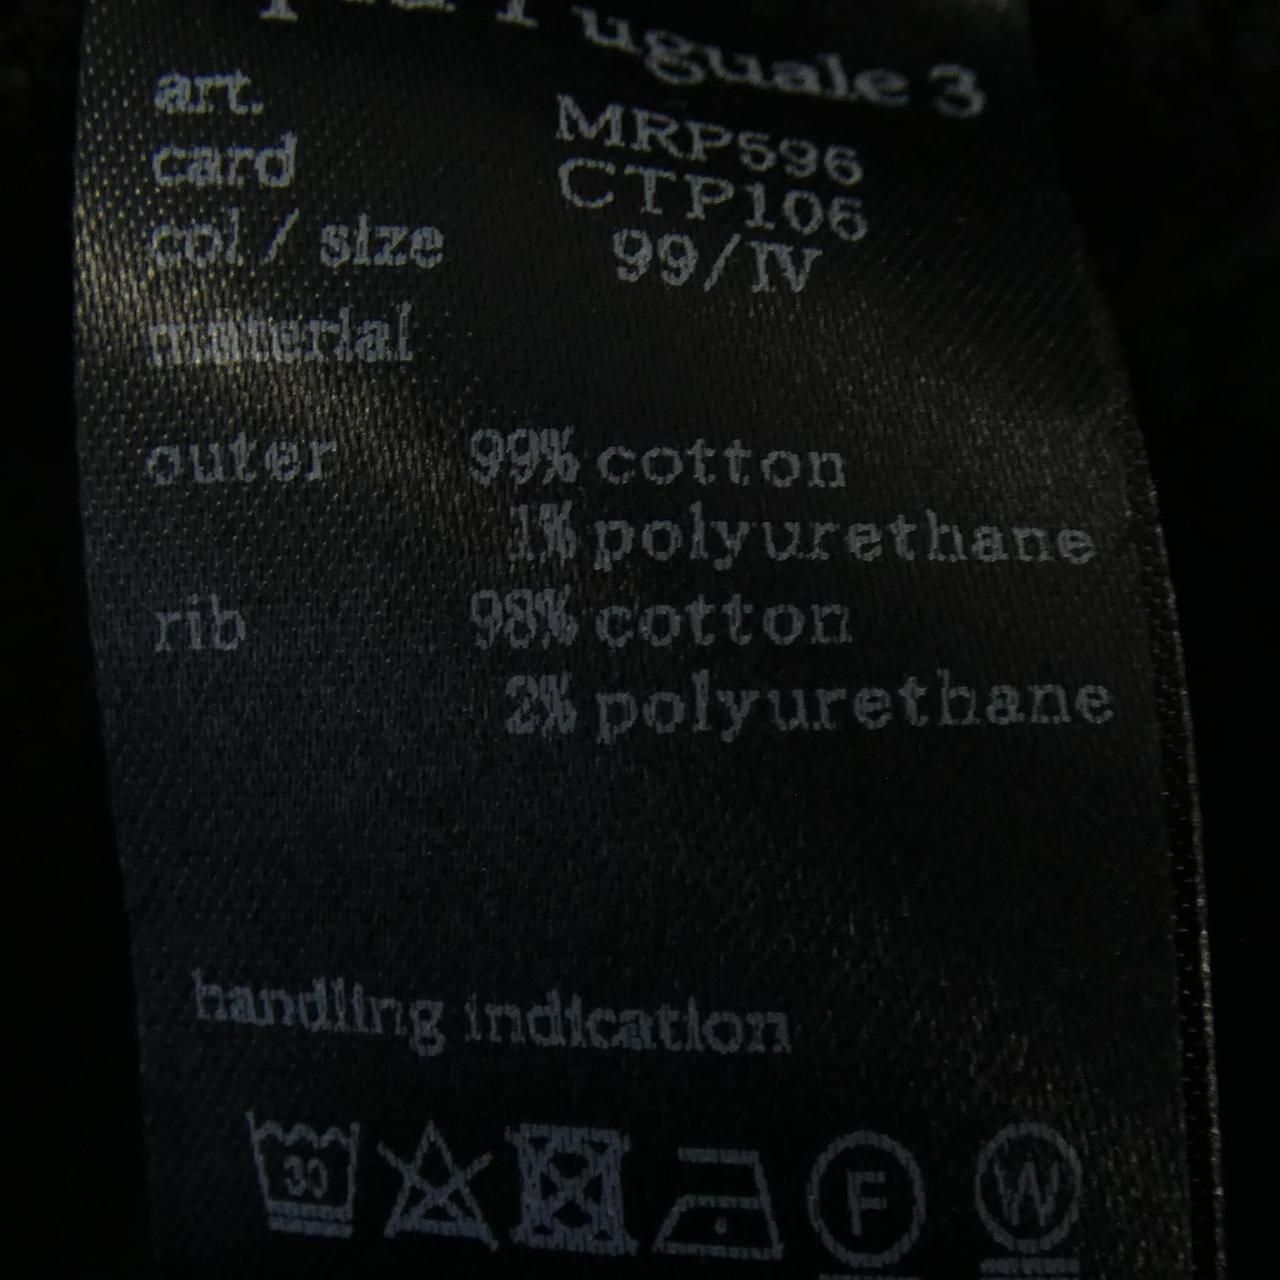 uguale 3
art. MRP596
card CTP106
col / size 99/IV
material
outer 99% cotton
1% polyurethane
rib 98% cotton
2% polyurethane
handling indication
30 F W